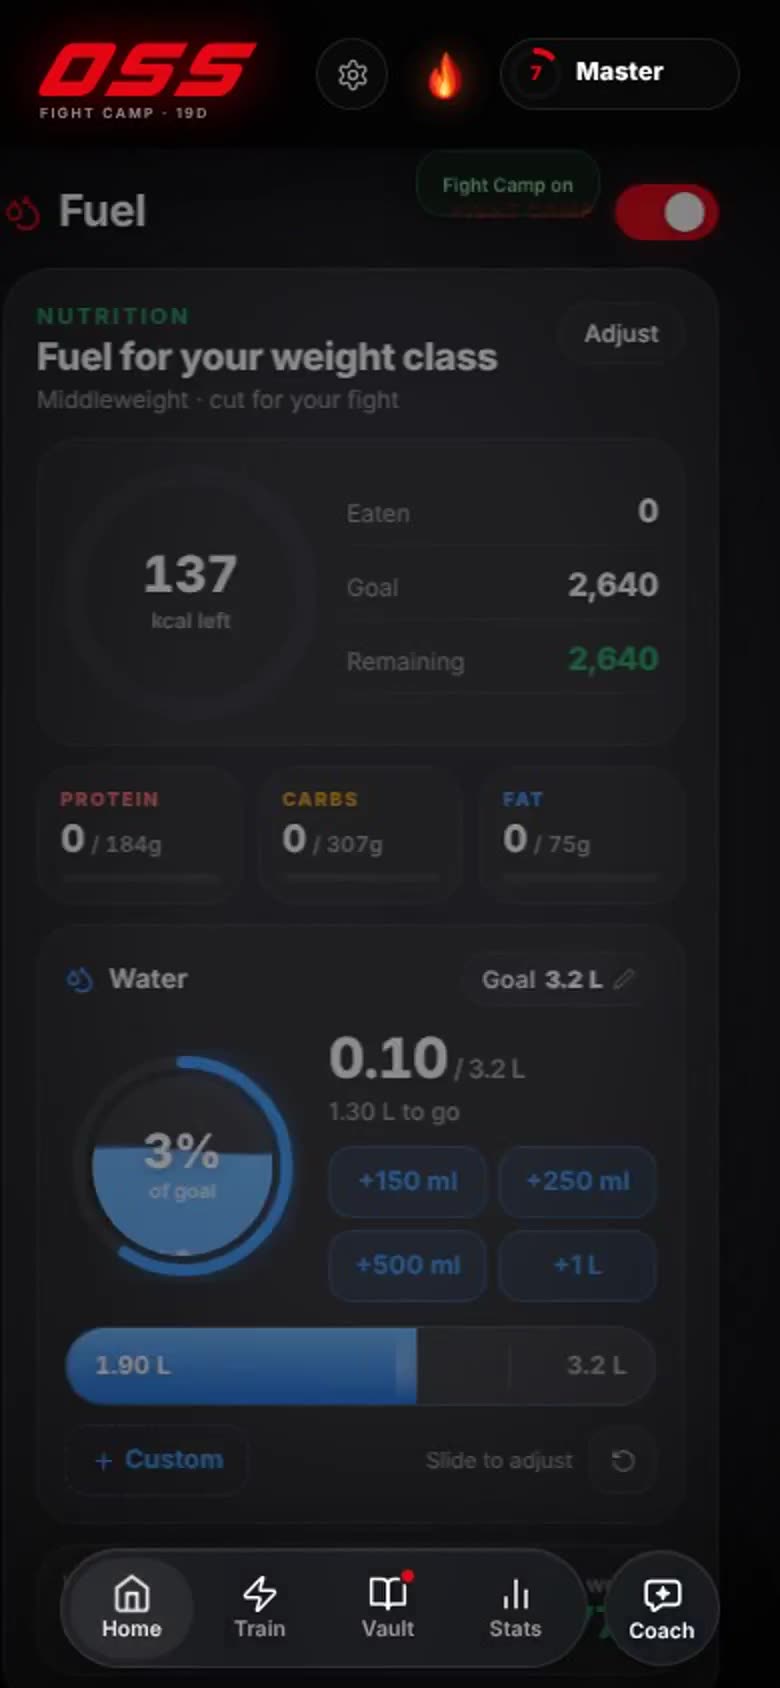 OSS
FIGHT CAMP · 19D
7
Master
Fight Camp on
Fuel
NUTRITION
Fuel for your weight class
Adjust
Middleweight · cut for your fight
137
kcal left
Eaten
0
Goal
2,640
Remaining
2,640
PROTEIN
0 / 184g
CARBS
0 / 307g
FAT
0 / 75g
Water
Goal 3.2 L
0.10 / 3.2 L
1.30 L to go
3%
of goal
+150 ml
+250 ml
+500 ml
+1 L
1.90 L
3.2 L
+ Custom
Slide to adjust
Home
Train
Vault
Stats
Coach